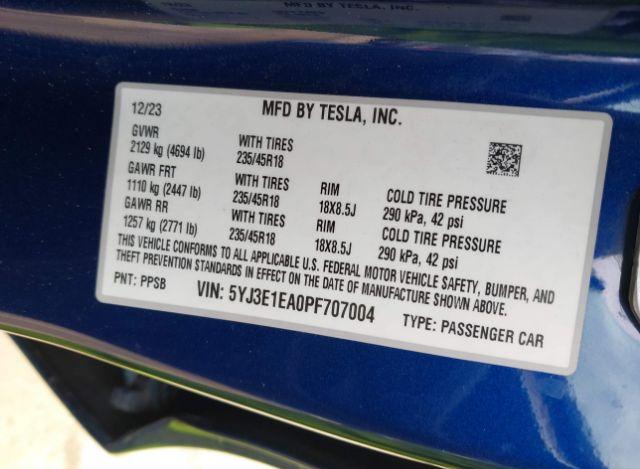 MFD BY TESLA, INC.
12/23 MFD BY TESLA, INC.
GVWR WITH TIRES
2129 kg (4694 lb) 235/45R18
GAWR FRT WITH TIRES RIM COLD TIRE PRESSURE
1110 kg (2447 lb) 235/45R18 18X8.5J 290 kPa, 42 psi
GAWR RR WITH TIRES RIM COLD TIRE PRESSURE
1257 kg (2771 lb) 235/45R18 18X8.5J 290 kPa, 42 psi
THIS VEHICLE CONFORMS TO ALL APPLICABLE U.S. FEDERAL MOTOR VEHICLE SAFETY, BUMPER, AND
THEFT PREVENTION STANDARDS IN EFFECT ON THE DATE OF MANUFACTURE SHOWN ABOVE.
PNT: PPSB VIN: 5YJ3E1EA0PF707004 TYPE: PASSENGER CAR